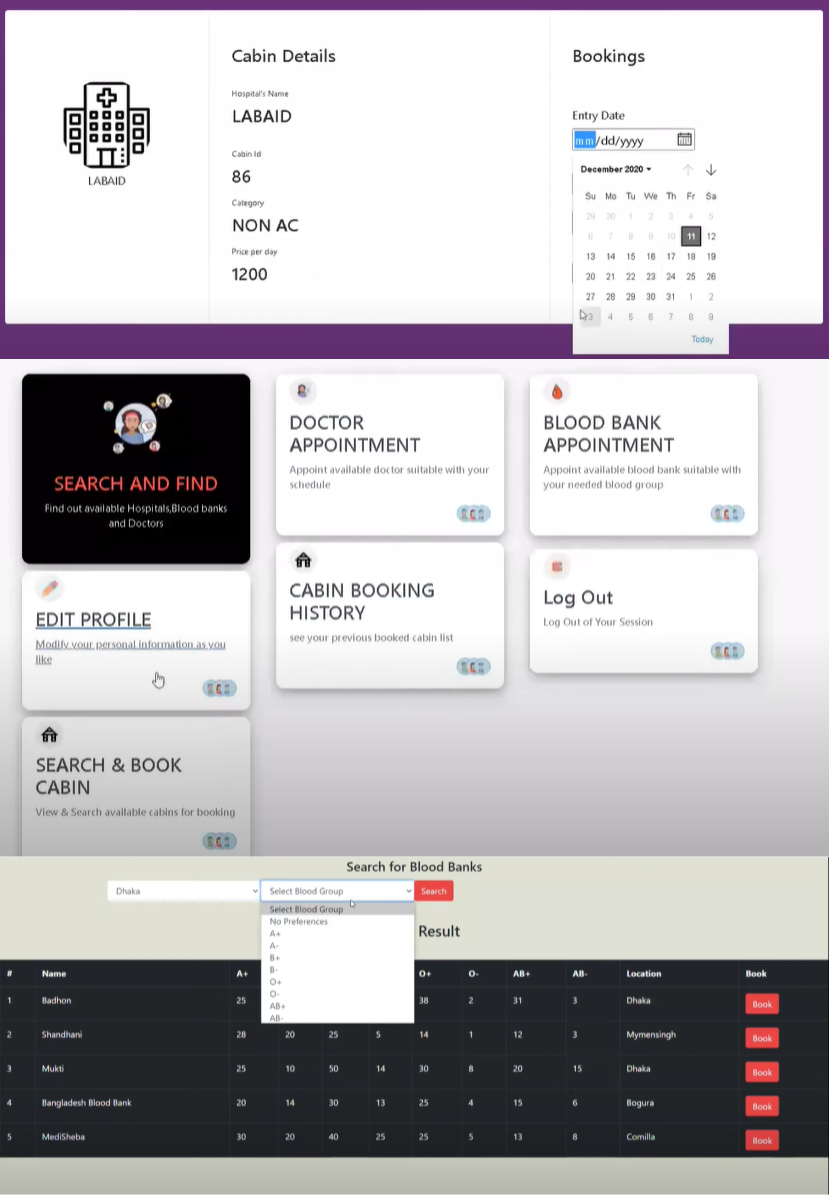 Cabin Details
Hospital's Name
LABAID
Cabin Id
86
Category
NON AC
Price per day
1200
LABAID
Bookings
Entry Date
mm/dd/yyyy
December 2020
Su Mo Tu We Th Fr Sa
29 30 1 2 3 4 5
6 7 8 9 10 11 12
13 14 15 16 17 18 19
20 21 22 23 24 25 26
27 28 29 30 31 1 2
3 4 5 6 7 8 9
Today
SEARCH AND FIND
Find out available Hospitals,Blood banks
and Doctors
DOCTOR
APPOINTMENT
Appoint available doctor suitable with your
schedule
BLOOD BANK
APPOINTMENT
Appoint available blood bank suitable with
your needed blood group
EDIT PROFILE
Modify your personal information as you
like
CABIN BOOKING
HISTORY
see your previous booked cabin list
Log Out
Log Out of Your Session
SEARCH & BOOK
CABIN
View & Search available cabins for booking
Search for Blood Banks
Dhaka Select Blood Group Search
Select Blood Group
No Preferences
A+
A-
B+
B-
O+
O-
AB+
AB-
Result
# Name A+ O+ O- AB+ AB- Location Book
1 Badhon 25 38 2 31 3 Dhaka Book
2 Shandhani 28 20 25 5 14 1 12 3 Mymensingh Book
3 Mukti 25 10 50 14 30 8 20 15 Dhaka Book
4 Bangladesh Blood Bank 20 14 30 13 25 4 15 6 Bogura Book
5 MediSheba 30 20 40 25 25 5 13 8 Comilla Book